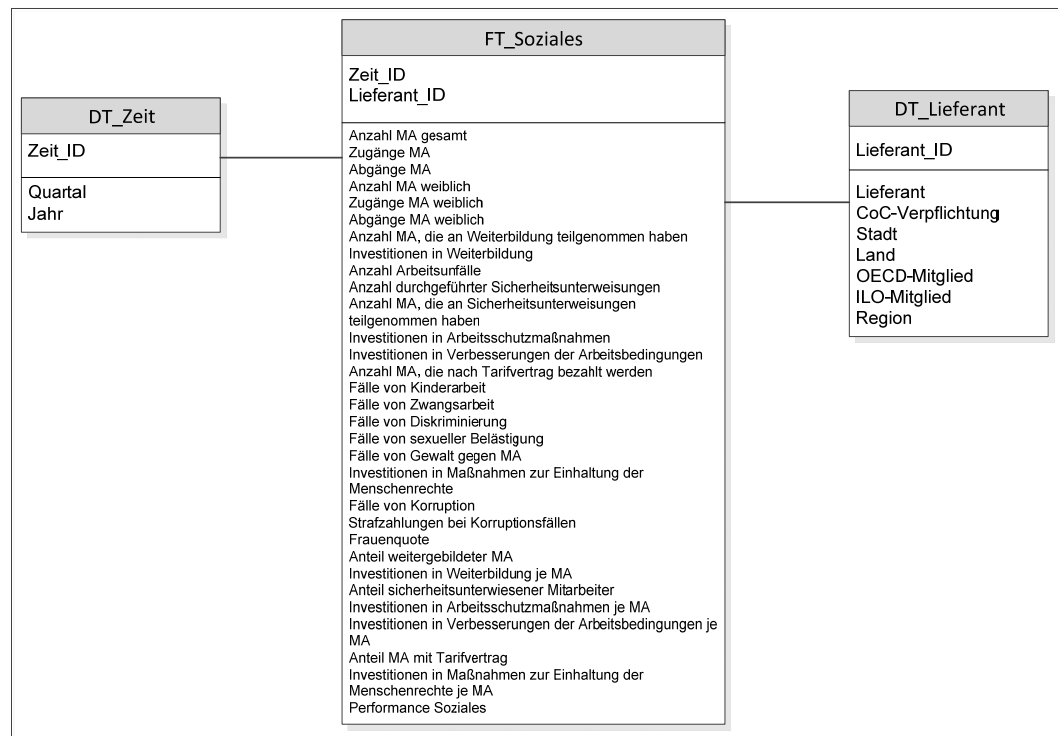 DT_Zeit
Zeit_ID
Quartal
Jahr
FT_Soziales
Zeit_ID
Lieferant_ID
Anzahl MA gesamt
Zugänge MA
Abgänge MA
Anzahl MA weiblich
Zugänge MA weiblich
Abgänge MA weiblich
Anzahl MA, die an Weiterbildung teilgenommen haben
Investitionen in Weiterbildung
Anzahl Arbeitsunfälle
Anzahl durchgeführter Sicherheitsunterweisungen
Anzahl MA, die an Sicherheitsunterweisungen
teilgenommen haben
Investitionen in Arbeitsschutzmaßnahmen
Investitionen in Verbesserungen der Arbeitsbedingungen
Anzahl MA, die nach Tarifvertrag bezahlt werden
Fälle von Kinderarbeit
Fälle von Zwangsarbeit
Fälle von Diskriminierung
Fälle von sexueller Belästigung
Fälle von Gewalt gegen MA
Investitionen in Maßnahmen zur Einhaltung der
Menschenrechte
Fälle von Korruption
Strafzahlungen bei Korruptionsfällen
Frauenquote
Anteil weitergebildeter MA
Investitionen in Weiterbildung je MA
Anteil sicherheitsunterwiesener Mitarbeiter
Investitionen in Arbeitsschutzmaßnahmen je MA
Investitionen in Verbesserungen der Arbeitsbedingungen je
MA
Anteil MA mit Tarifvertrag
Investitionen in Maßnahmen zur Einhaltung der
Menschenrechte je MA
Performance Soziales
DT_Lieferant
Lieferant_ID
Lieferant
CoC-Verpflichtung
Stadt
Land
OECD-Mitglied
ILO-Mitglied
Region